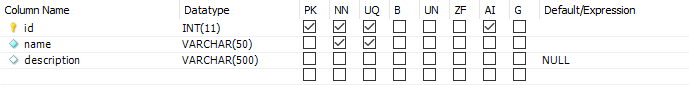 Column Name Datatype PK NN UQ B UN ZF AI G Default/Expression
id INT(11)
name VARCHAR(50)
description VARCHAR(500) NULL